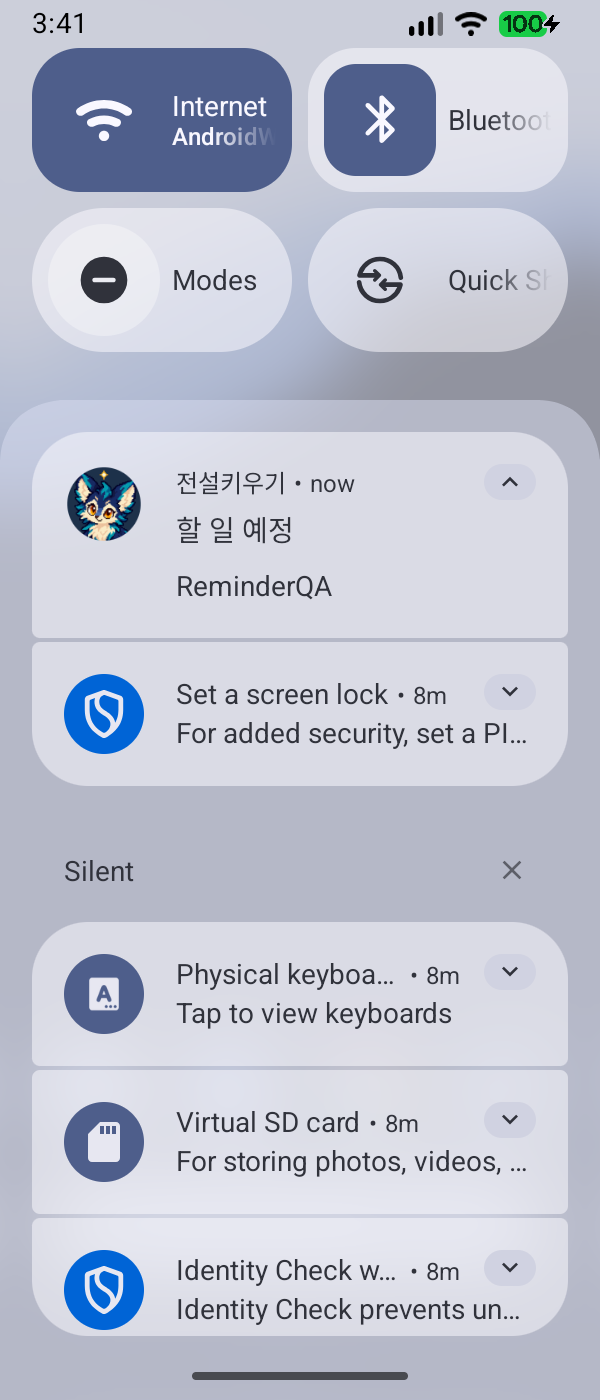 3:41
100
Internet
AndroidW
Bluetoot
Modes
Quick Sh
전설키우기 • now
할 일 예정
ReminderQA
Set a screen lock • 8m
For added security, set a PI…
Silent
Physical keyboa… • 8m
Tap to view keyboards
Virtual SD card • 8m
For storing photos, videos, …
Identity Check w… • 8m
Identity Check prevents un…